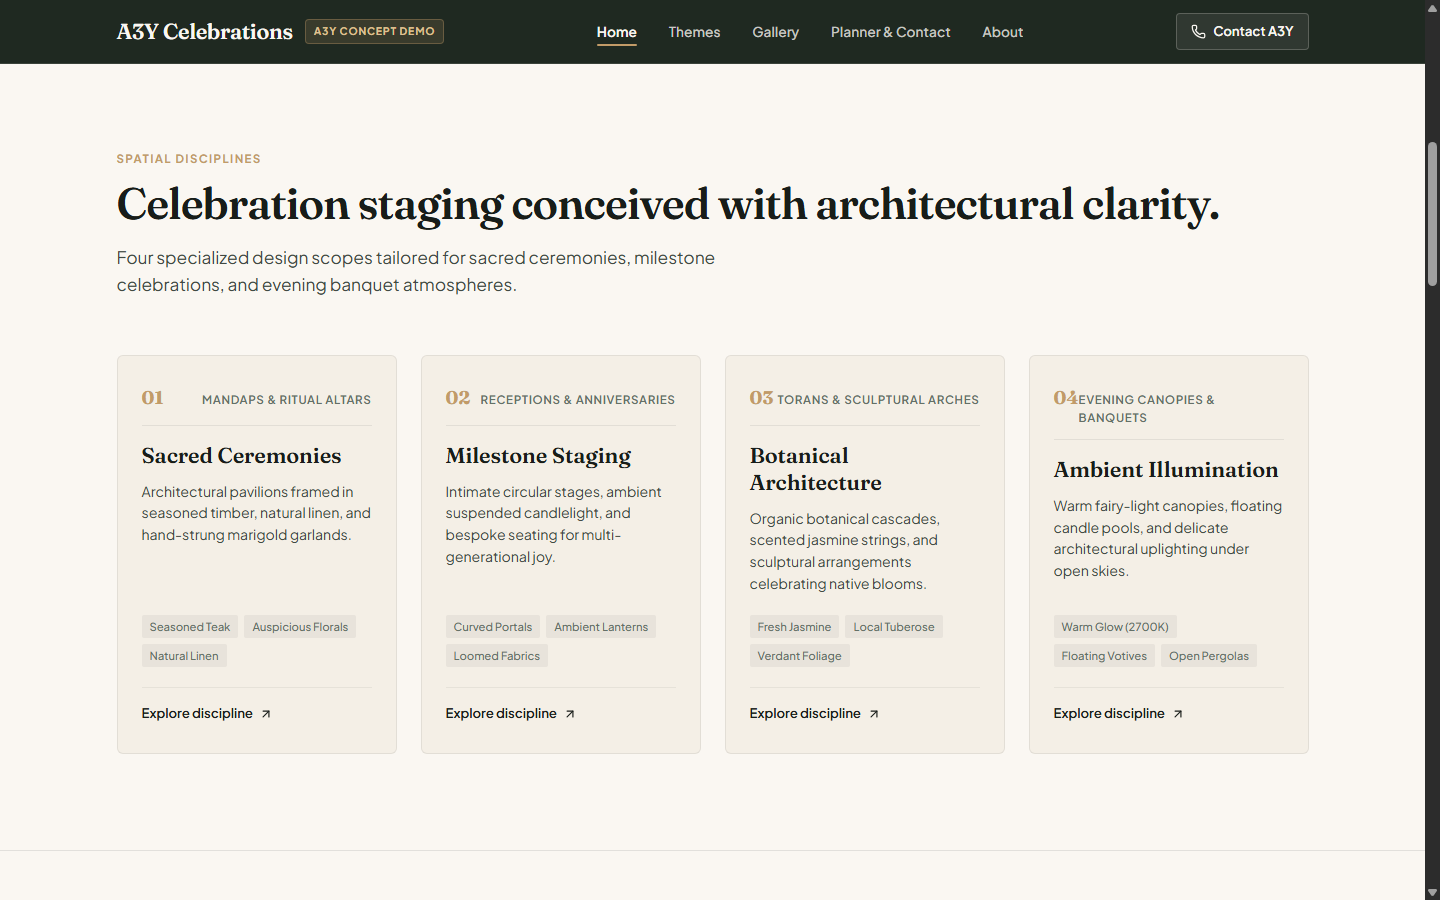 A3Y Celebrations
A3Y CONCEPT DEMO
Home
Themes
Gallery
Planner & Contact
About
Contact A3Y
SPATIAL DISCIPLINES
Celebration staging conceived with architectural clarity.
Four specialized design scopes tailored for sacred ceremonies, milestone
celebrations, and evening banquet atmospheres.
01
MANDAPS & RITUAL ALTARS
Sacred Ceremonies
Architectural pavilions framed in
seasoned timber, natural linen, and
hand-strung marigold garlands.
Seasoned Teak
Auspicious Florals
Natural Linen
Explore discipline
02
RECEPTIONS & ANNIVERSARIES
Milestone Staging
Intimate circular stages, ambient
suspended candlelight, and
bespoke seating for multi-
generational joy.
Curved Portals
Ambient Lanterns
Loomed Fabrics
Explore discipline
03
TORANS & SCULPTURAL ARCHES
Botanical
Architecture
Organic botanical cascades,
scented jasmine strings, and
sculptural arrangements
celebrating native blooms.
Fresh Jasmine
Local Tuberose
Verdant Foliage
Explore discipline
04
EVENING CANOPIES &
BANQUETS
Ambient Illumination
Warm fairy-light canopies, floating
candle pools, and delicate
architectural uplighting under
open skies.
Warm Glow (2700K)
Floating Votives
Open Pergolas
Explore discipline